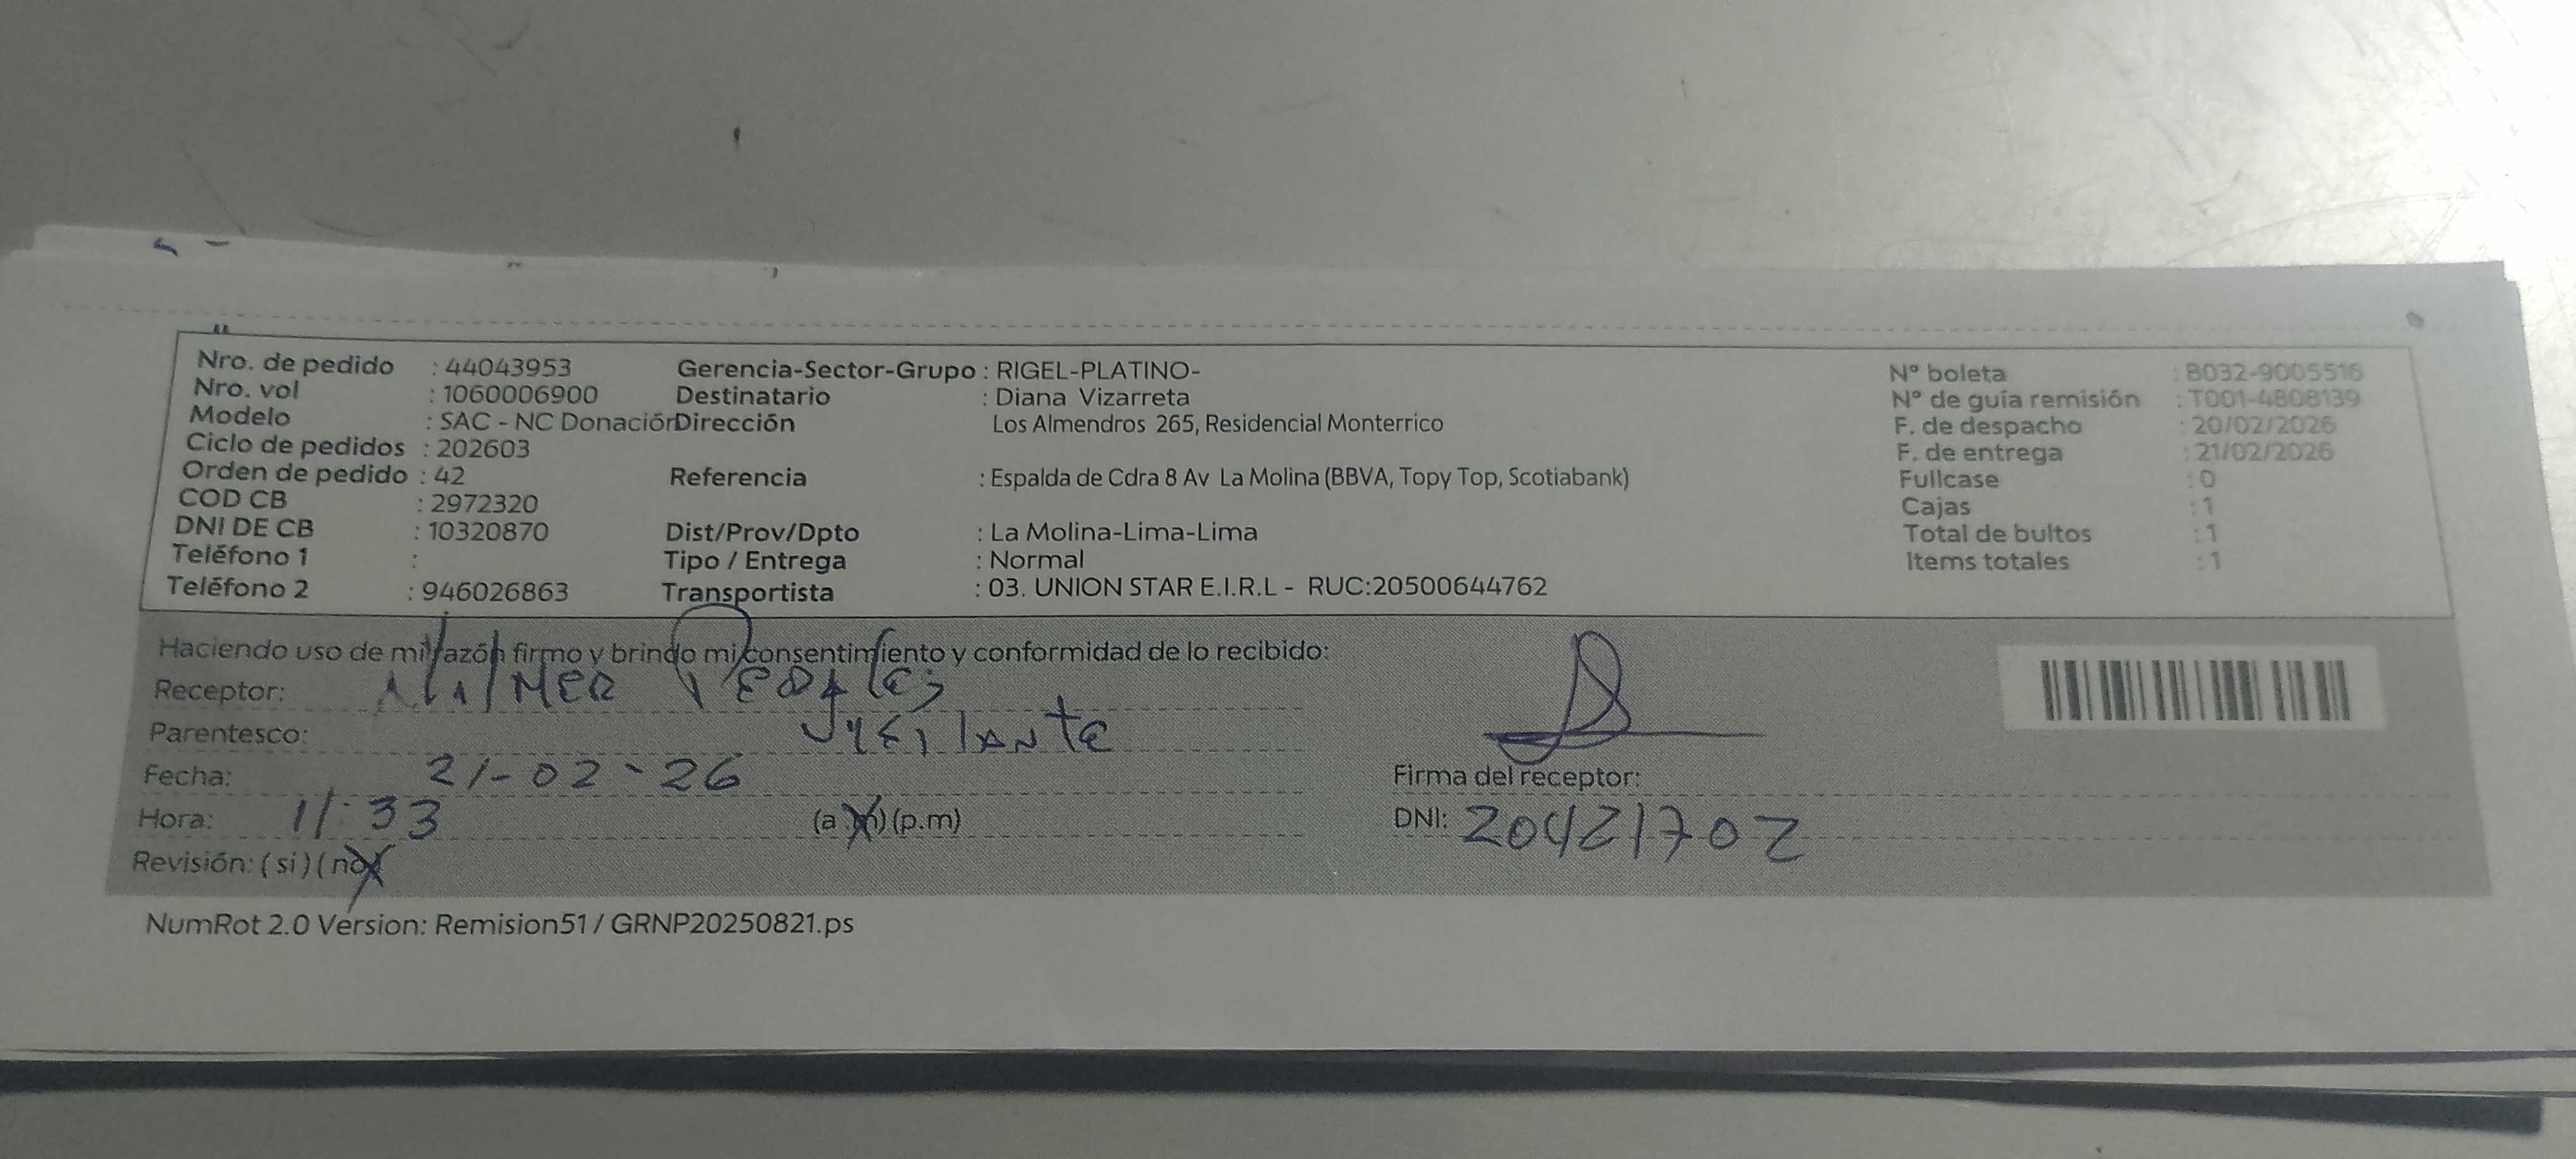 Nro. de pedido : 44043953 Gerencia-Sector-Grupo : RIGEL-PLATINO- N° boleta : B032-9005516
Nro. vol : 1060006900 Destinatario : Diana Vizarreta N° de guía remisión : T001-4808139
Modelo : SAC - NC Donación Dirección Los Almendros 265, Residencial Monterrico F. de despacho : 20/02/2026
Ciclo de pedidos : 202603 F. de entrega : 21/02/2026
Orden de pedido : 42 Referencia : Espalda de Cdra 8 Av La Molina (BBVA, Topy Top, Scotiabank) Fullcase : 0
COD CB : 2972320 Cajas : 1
DNI DE CB : 10320870 Dist/Prov/Dpto : La Molina-Lima-Lima Total de bultos : 1
Teléfono 1 : Tipo / Entrega : Normal Items totales : 1
Teléfono 2 : 946026863 Transportista : 03. UNION STAR E.I.R.L - RUC:20500644762
Haciendo uso de mi razón firmo y brindo mi consentimiento y conformidad de lo recibido:
Receptor:
Parentesco: Vigilante
Fecha: 21-02-26 Firma del receptor:
Hora: 11:33 (a.m) (p.m) DNI: 20421702
Revisión: (si) (no)
NumRot 2.0 Version: Remision51 / GRNP20250821.ps